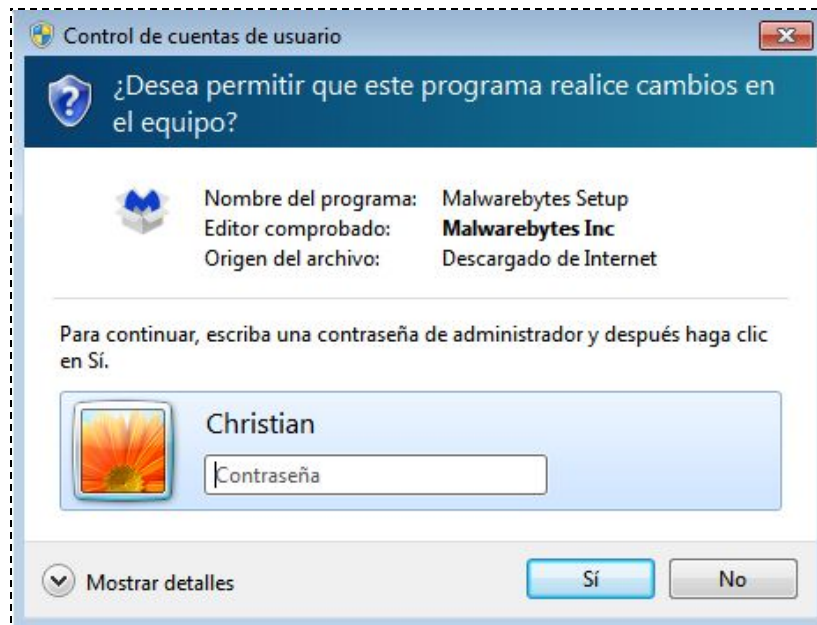 Control de cuentas de usuario
¿Desea permitir que este programa realice cambios en
el equipo?
Nombre del programa: Malwarebytes Setup
Editor comprobado: Malwarebytes Inc
Origen del archivo: Descargado de Internet
Para continuar, escriba una contraseña de administrador y después haga clic
en Sí.
Christian
Contraseña
Mostrar detalles Sí No